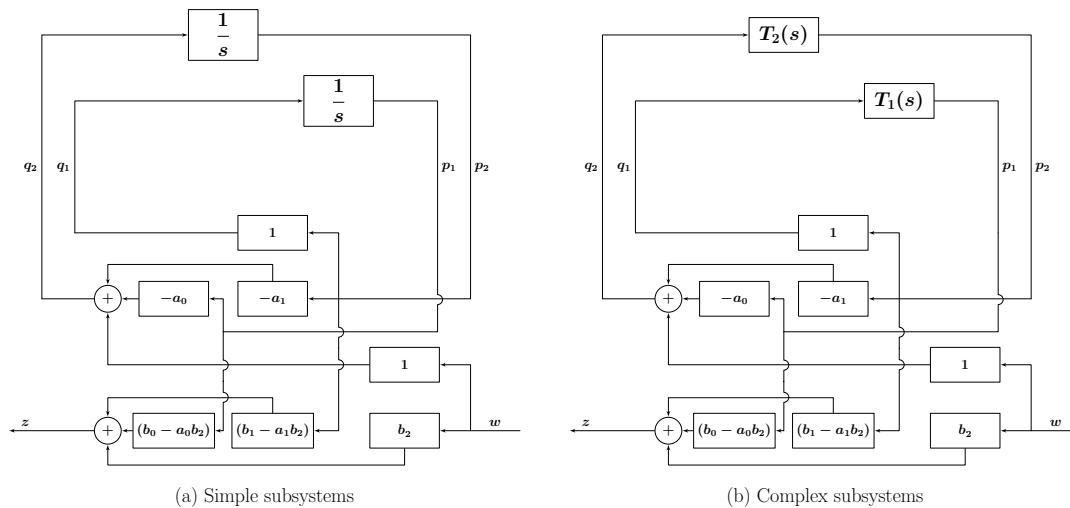 1
s
1
s
q₂
q₁
p₁
p₂
1
+
−a₀
−a₁
1
z
+
(b₀ − a₀b₂)
(b₁ − a₁b₂)
b₂
w
(a) Simple subsystems
T₂(s)
T₁(s)
q₂
q₁
p₁
p₂
1
+
−a₀
−a₁
1
z
+
(b₀ − a₀b₂)
(b₁ − a₁b₂)
b₂
w
(b) Complex subsystems